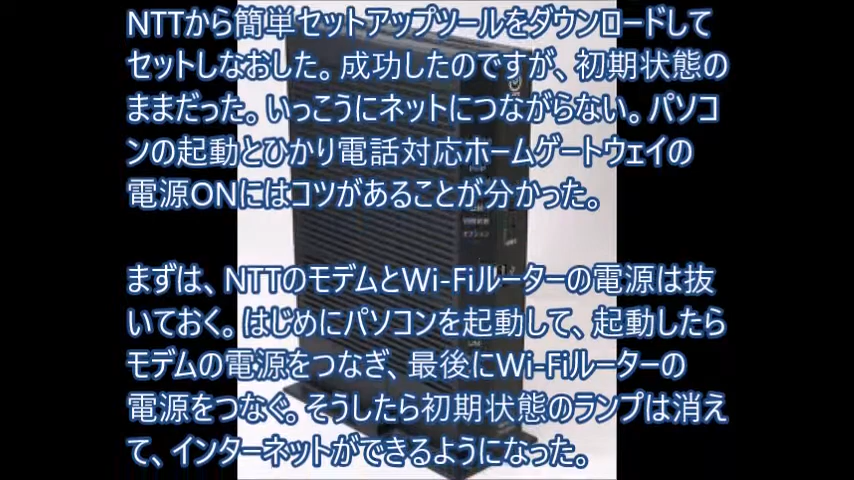 NTTから簡単セットアップツールをダウンロードして
セットしなおした。成功したのですが、初期状態の
ままだった。いっこうにネットにつながらない。パソコ
ンの起動とひかり電話対応ホームゲートウェイの
電源ONにはコツがあることが分かった。
まずは、NTTのモデムとWi-Fiルーターの電源は抜
いておく。はじめにパソコンを起動して、起動したら
モデムの電源をつなぎ、最後にWi-Fiルーターの
電源をつなぐ。そうしたら初期状態のランプは消え
て、インターネットができるようになった。